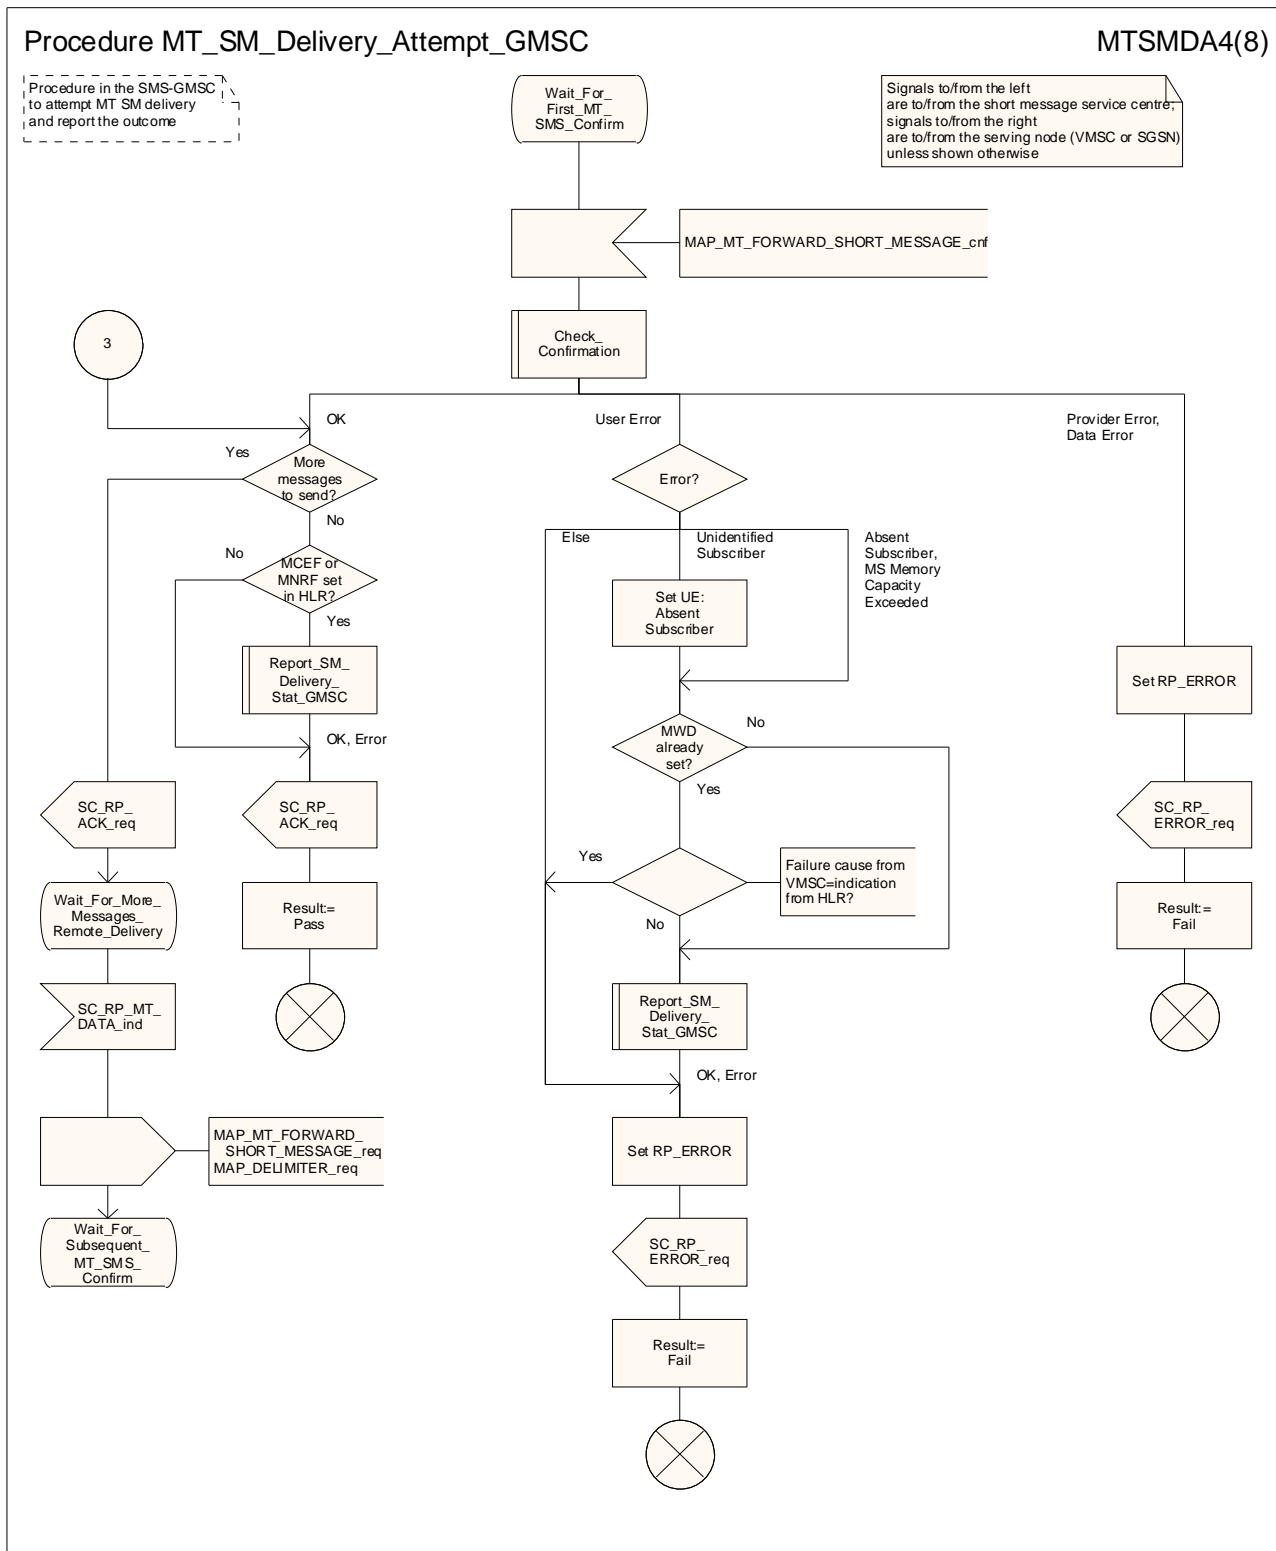 Procedure MT_SM_Delivery_Attempt_GMSC
MTSMDA4(8)
Procedure in the SMS-GMSC
to attempt MT SM delivery
and report the outcome
Wait_For_
First_MT_
SMS_Confirm
Signals to/from the left
are to/from the short message service centre;
signals to/from the right
are to/from the serving node (VMSC or SGSN)
unless shown otherwise
MAP_MT_FORWARD_SHORT_MESSAGE_cnf
Check_
Confirmation
3
OK
User Error
Provider Error,
Data Error
Yes
More
messages
to send?
No
Error?
Else
Unidentified
Subscriber
Absent
Subscriber,
MS Memory
Capacity
Exceeded
No
MCEF or
MNRF set
in HLR?
Yes
Set UE:
Absent
Subscriber
Report_SM_
Delivery_
Stat_GMSC
Set RP_ERROR
OK, Error
MWD
already
set?
No
Yes
SC_RP_
ACK_req
SC_RP_
ACK_req
SC_RP_
ERROR_req
Yes
Failure cause from
VMSC=indication
from HLR?
No
Wait_For_More_
Messages_
Remote_Delivery
Result:=
Pass
Result:=
Fail
SC_RP_MT_
DATA_ind
Report_SM_
Delivery_
Stat_GMSC
OK, Error
MAP_MT_FORWARD_
SHORT_MESSAGE_req
MAP_DELIMITER_req
Set RP_ERROR
Wait_For_
Subsequent_
MT_SMS_
Confirm
SC_RP_
ERROR_req
Result:=
Fail